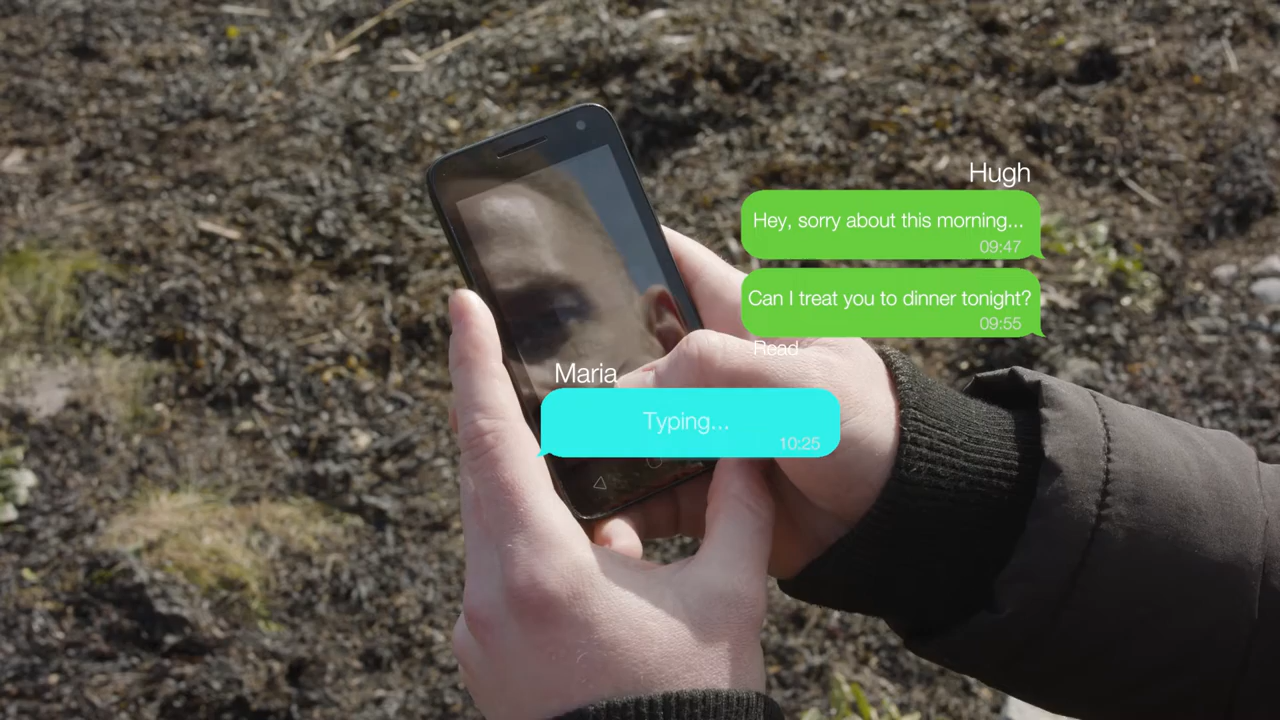 Hugh
Hey, sorry about this morning...
09:47
Can I treat you to dinner tonight?
09:55
Read
Maria
Typing...
10:25